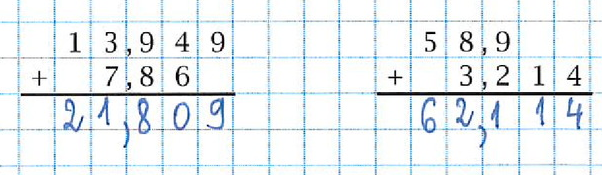 13,949 58,9
+ 7,86 + 3,214
21,809 62,114